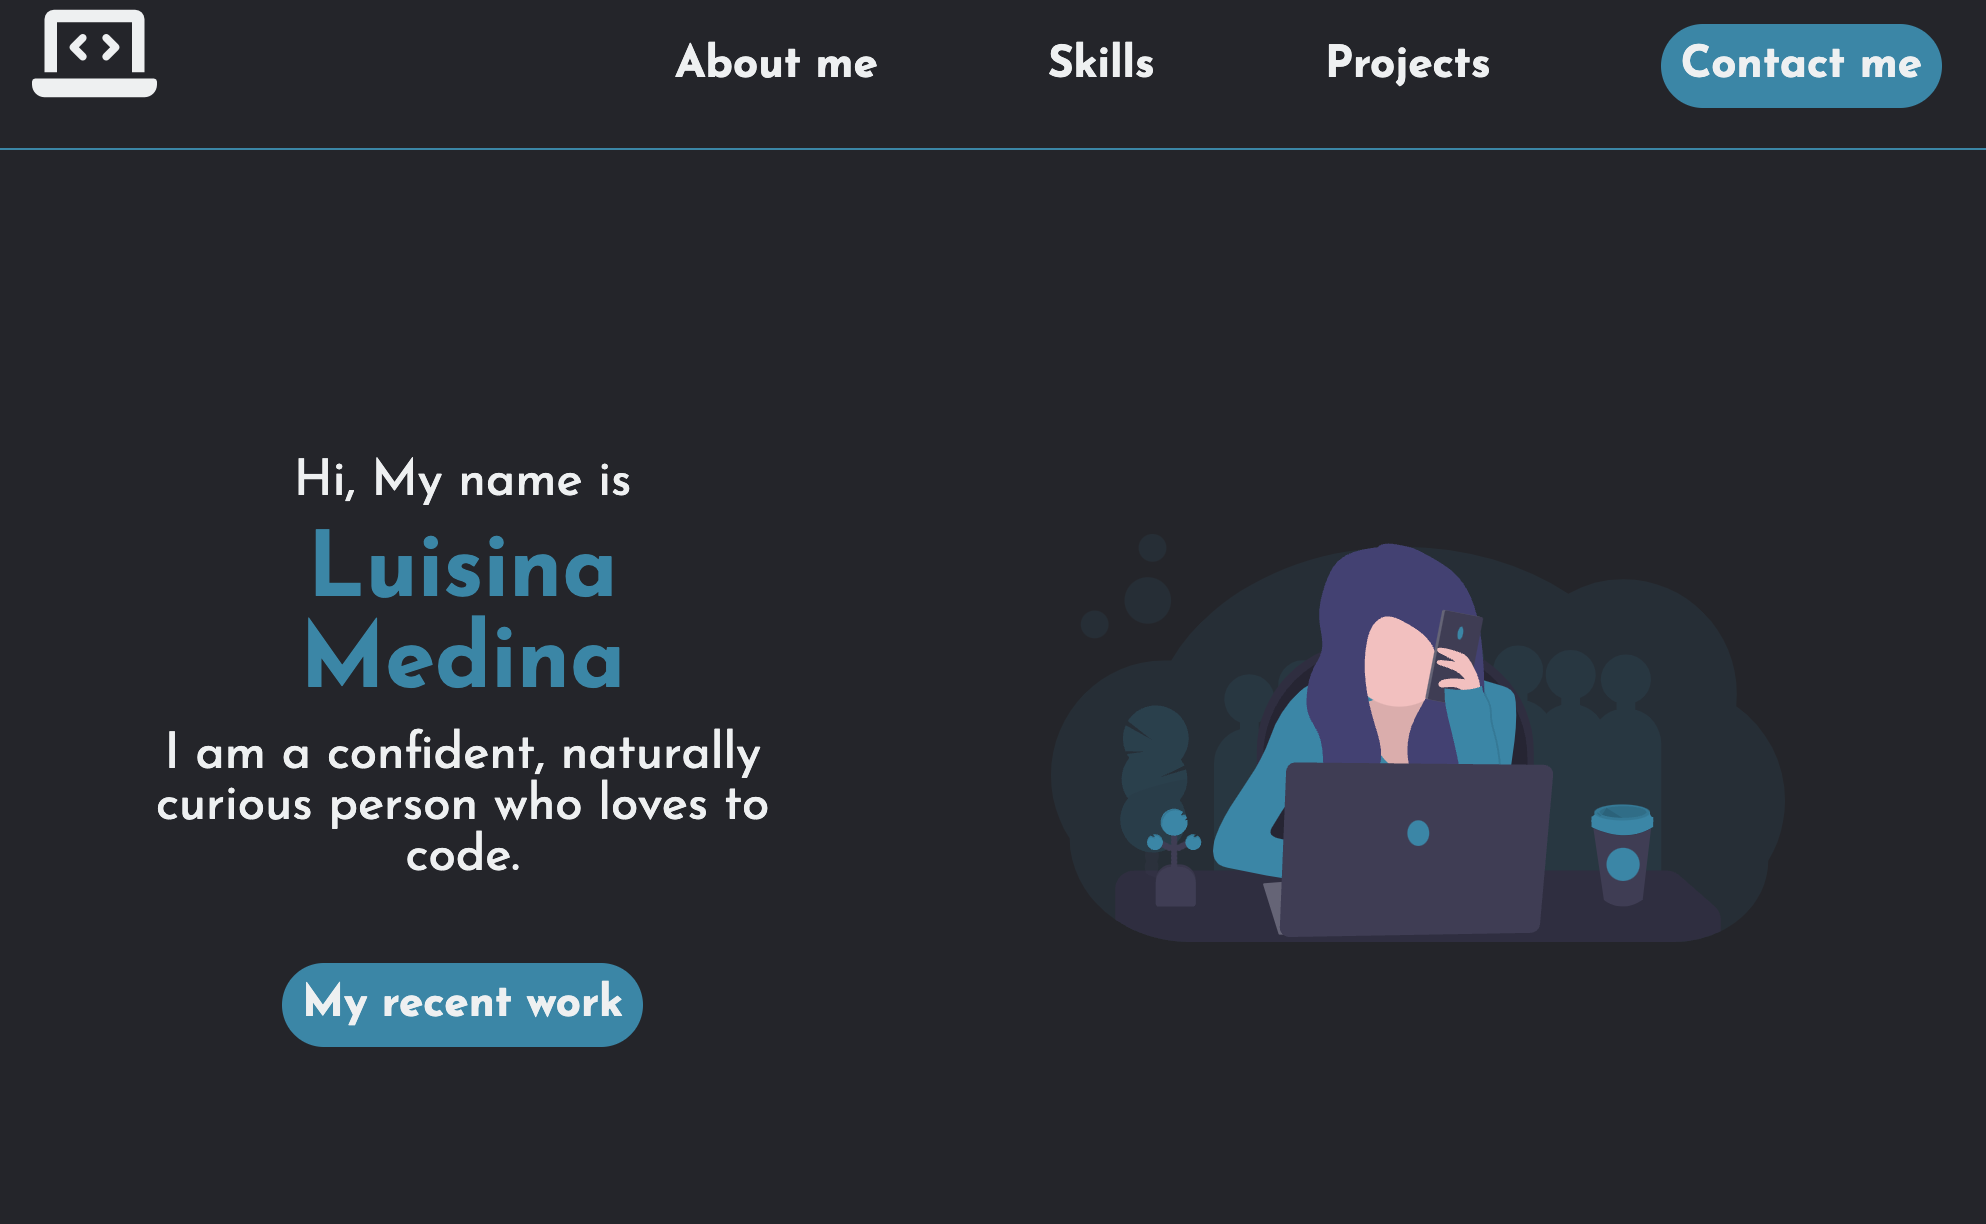 About me Skills Projects Contact me
Hi, My name is
Luisina
Medina
I am a confident, naturally
curious person who loves to
code.
My recent work